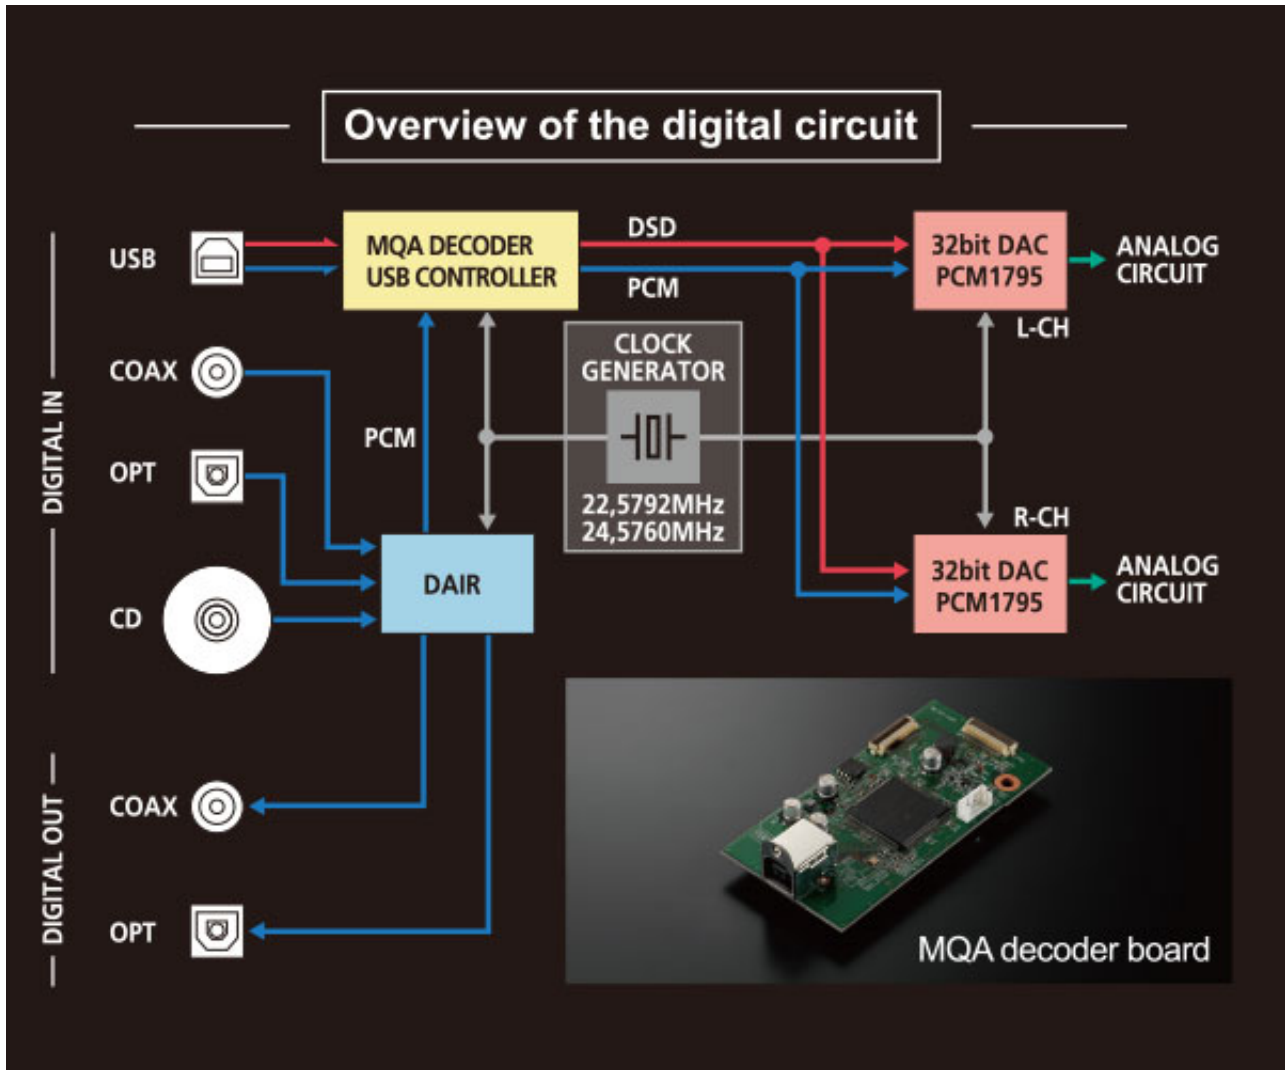 Overview of the digital circuit
DIGITAL IN
USB
COAX
OPT
CD
MQA DECODER
USB CONTROLLER
DSD
PCM
32bit DAC
PCM1795
ANALOG
CIRCUIT
L-CH
CLOCK
GENERATOR
22,5792MHz
24,5760MHz
PCM
DAIR
R-CH
32bit DAC
PCM1795
ANALOG
CIRCUIT
DIGITAL OUT
COAX
OPT
MQA decoder board